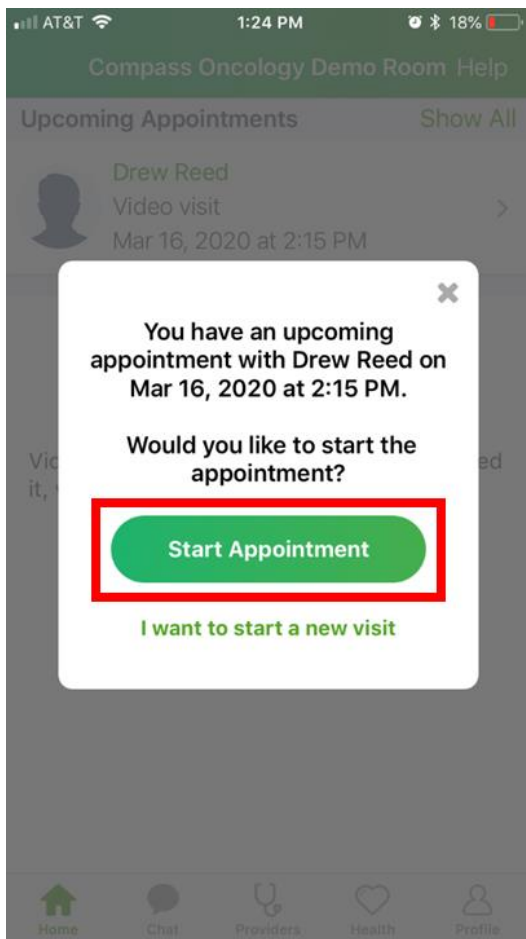 AT&T 1:24 PM 18%
Compass Oncology Demo Room Help
Upcoming Appointments Show All
Drew Reed
Video visit
Mar 16, 2020 at 2:15 PM
You have an upcoming
appointment with Drew Reed on
Mar 16, 2020 at 2:15 PM.
Would you like to start the
appointment?
Start Appointment
I want to start a new visit
Home Chat Providers Health Profile